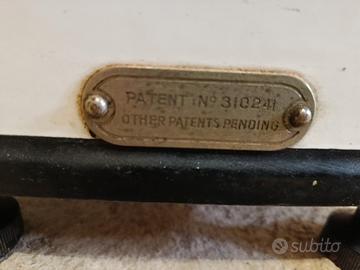 PATENT Nº 310241
OTHER PATENTS PENDING
subito